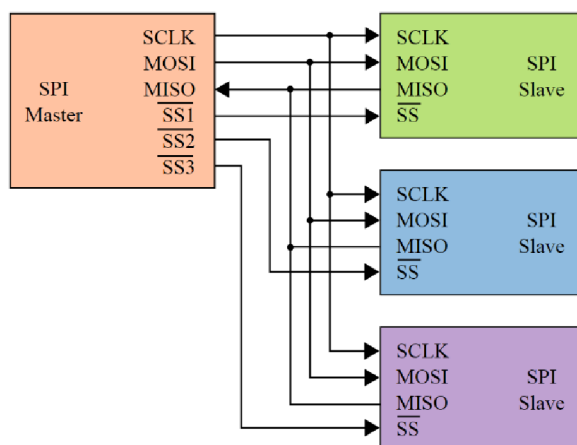 SCLK
MOSI
SPI MISO
Master SS1
SS2
SS3
SCLK
MOSI SPI
MISO Slave
SS
SCLK
MOSI SPI
MISO Slave
SS
SCLK
MOSI SPI
MISO Slave
SS